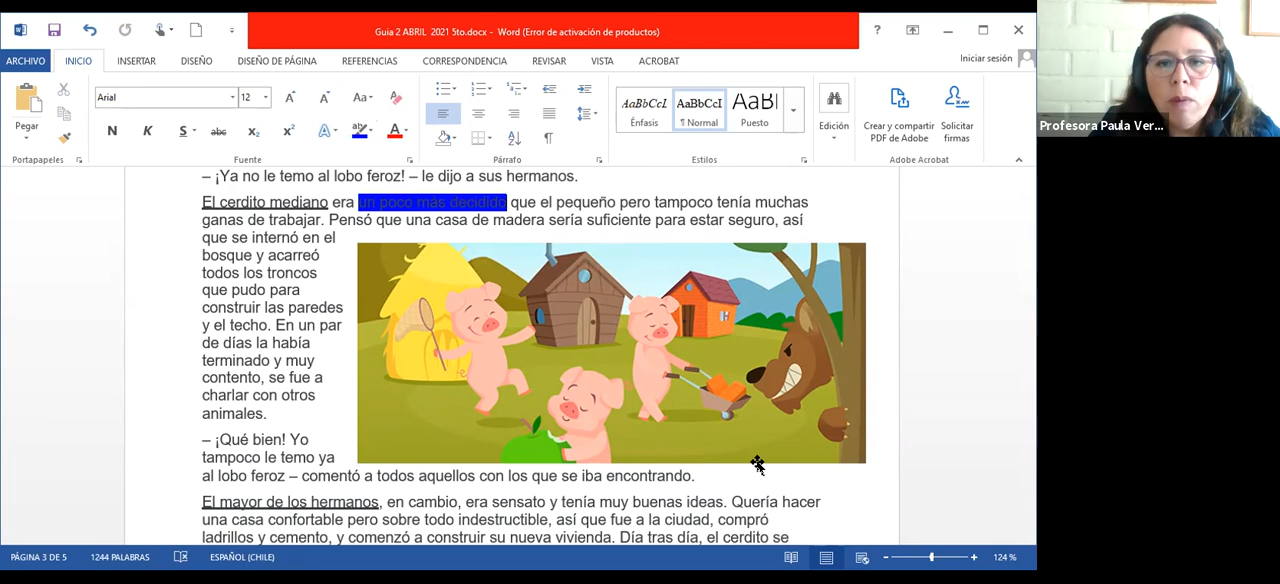 Guia 2 ABRIL 2021 5to.docx - Word (Error de activación de productos)
?
ARCHIVO INICIO INSERTAR DISEÑO DISEÑO DE PÁGINA REFERENCIAS CORRESPONDENCIA REVISAR VISTA ACROBAT
Iniciar sesión
Profesora Paula Ver...
Arial 12
Aa
AaBbCcL AaBbCcI AaBl
Pegar
N K S abc x₂ x² A A
Énfasis ¶ Normal Puesto
Edición
Crear y compartir PDF de Adobe
Solicitar firmas
Portapapeles Fuente Párrafo Estilos Adobe Acrobat
– ¡Ya no le temo al lobo feroz! – le dijo a sus hermanos.
El cerdito mediano era un poco más decidido que el pequeño pero tampoco tenía muchas
ganas de trabajar. Pensó que una casa de madera sería suficiente para estar seguro, así
que se internó en el
bosque y acarreó
todos los troncos
que pudo para
construir las paredes
y el techo. En un par
de días la había
terminado y muy
contento, se fue a
charlar con otros
animales.
– ¡Qué bien! Yo
tampoco le temo ya
al lobo feroz – comentó a todos aquellos con los que se iba encontrando.
El mayor de los hermanos, en cambio, era sensato y tenía muy buenas ideas. Quería hacer
una casa confortable pero sobre todo indestructible, así que fue a la ciudad, compró
ladrillos y cemento, y comenzó a construir su nueva vivienda. Día tras día, el cerdito se
PÁGINA 3 DE 5 1244 PALABRAS ESPAÑOL (CHILE) 124 %